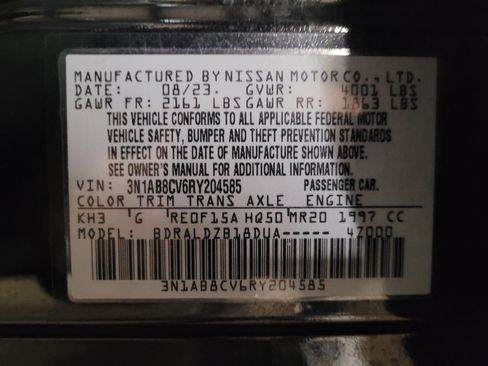 MANUFACTURED BY NISSAN MOTOR CO., LTD.
DATE: 08/23. GVWR: 4001 LBS
GAWR FR: 2161 LBS GAWR RR: 1863 LBS
THIS VEHICLE CONFORMS TO ALL APPLICABLE FEDERAL MOTOR
VEHICLE SAFETY, BUMPER AND THEFT PREVENTION STANDARDS
IN EFFECT ON THE DATE OF MANUFACTURE SHOWN ABOVE.
SEE OWNER'S MANUAL FOR ADDITIONAL INFORMATION.
VIN: 3N1AB8CV6RY204585 PASSENGER CAR.
COLOR TRIM TRANS AXLE ENGINE
KH3 G RE0F15A HQ50 MR20 1997 CC
MODEL: BDRALDZB18DUA----- 4Z000
3N1AB8CV6RY204585